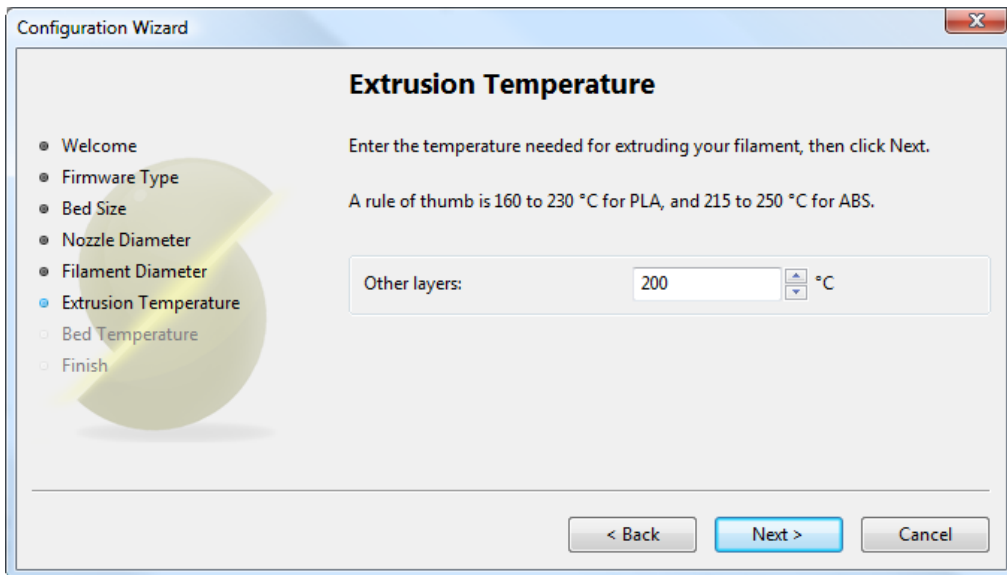 Configuration Wizard
Extrusion Temperature
Welcome
Firmware Type
Bed Size
Nozzle Diameter
Filament Diameter
Extrusion Temperature
Bed Temperature
Finish
Enter the temperature needed for extruding your filament, then click Next.
A rule of thumb is 160 to 230 °C for PLA, and 215 to 250 °C for ABS.
Other layers: 200 °C
< Back Next > Cancel